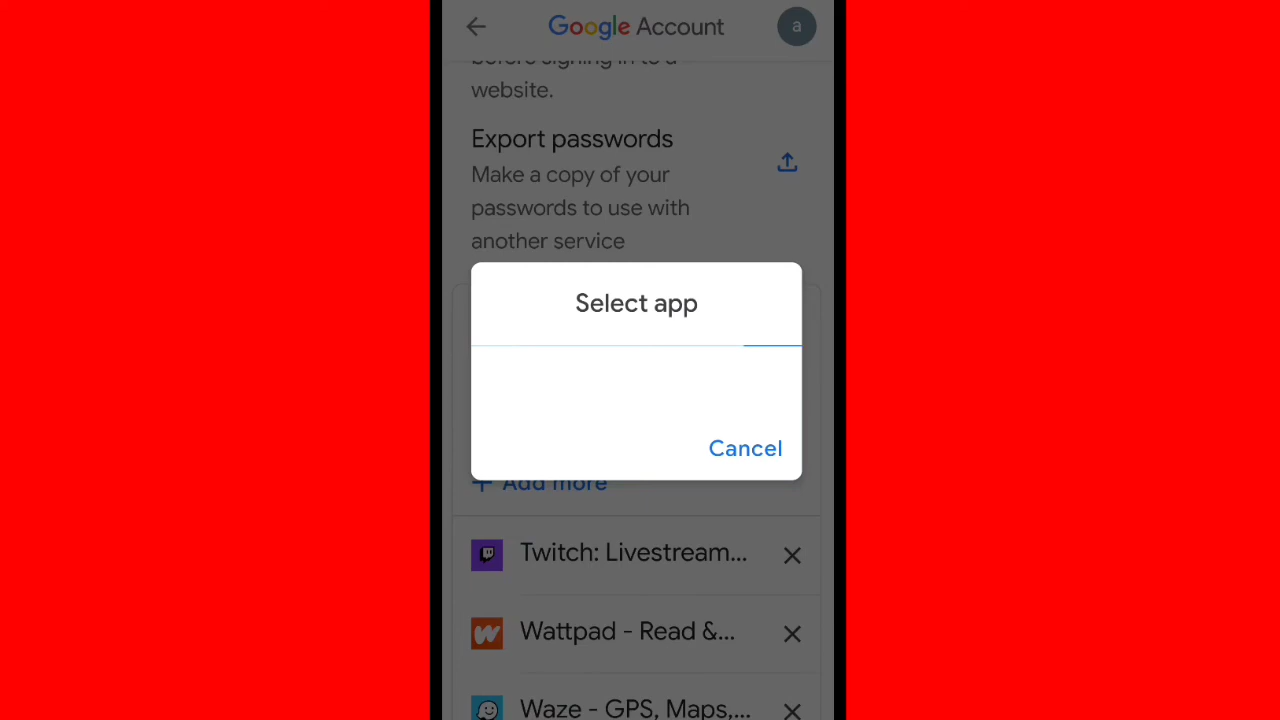 Google Account
a
before signing in to a
website.
Export passwords
Make a copy of your
passwords to use with
another service
Select app
Cancel
+ Add more
Twitch: Livestream...
Wattpad - Read &...
Waze - GPS, Maps,...